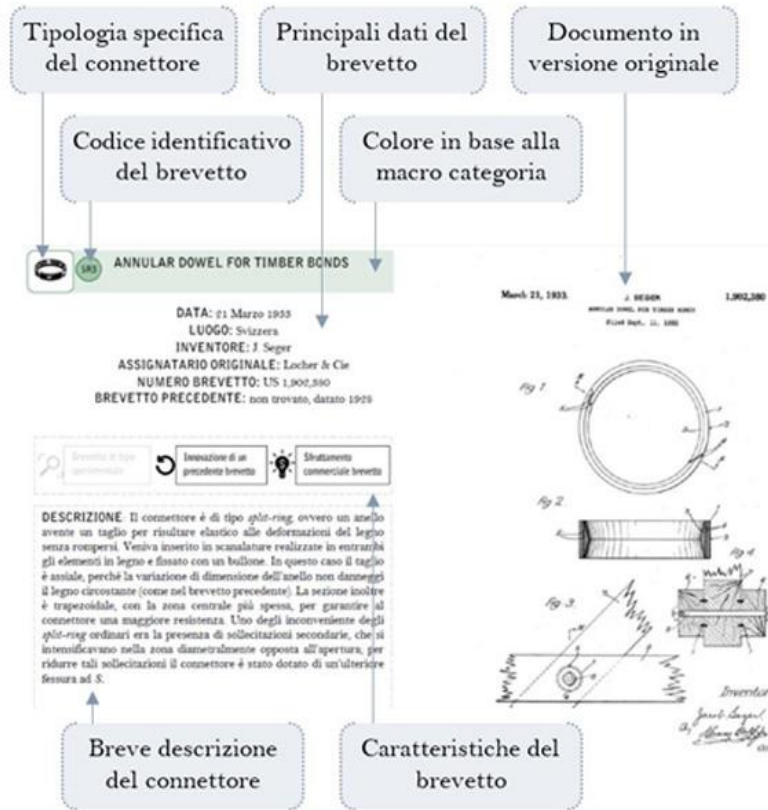 Tipologia specifica
del connettore
Principali dati del
brevetto
Documento in
versione originale
Codice identificativo
del brevetto
Colore in base alla
macro categoria
SR3
ANNULAR DOWEL FOR TIMBER BONDS
DATA: 21 Marzo 1933
LUOGO: Svizzera
INVENTORE: J. Seger
ASSIGNATARIO ORIGINALE: Locher & Cie
NUMERO BREVETTO: US 1,902,380
BREVETTO PRECEDENTE: non trovato, datato 1928
Brevetto di tipo
sperimentale
Innovazione di un
precedente brevetto
Sfruttamento
commerciale brevetto
DESCRIZIONE Il connettore è di tipo split-ring, ovvero un anello
avente un taglio per risultare elastico alle deformazioni del legno
senza rompersi. Veniva inserito in scanalature realizzate in entrambi
gli elementi in legno e fissato con un bullone. In questo caso il taglio
è assiale, perché la variazione di dimensione dell'anello non danneggi
il legno circostante (come nel brevetto precedente). La sezione inoltre
è trapezoidale, con la zona centrale più spessa, per garantire al
connettore una maggiore resistenza. Uno degli inconveniente degli
split-ring ordinari era la presenza di sollecitazioni secondarie, che si
intensificavano nella zona diametralmente opposta all'apertura, per
ridurre tali sollecitazioni il connettore è stato dotato di un'ulteriore
fessura ad S.
March 21, 1933.
J. SEGER
1,902,380
ANNULAR DOWEL FOR TIMBER BONDS
Filed Sept. 11,
Fig 1
Fig 2
Fig 3
Fig 4
Inventor
Jacob Seger
Breve descrizione
del connettore
Caratteristiche del
brevetto